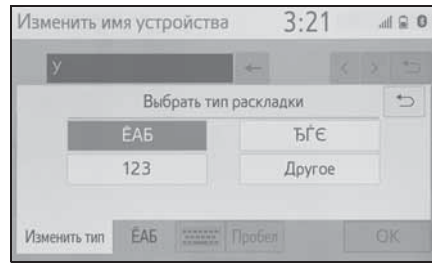 Изменить имя устройства 3:21
У
Выбрать тип раскладки
ЁАБ ЂЃЄ
123 Другое
Изменить тип ЁАБ Пробел OK